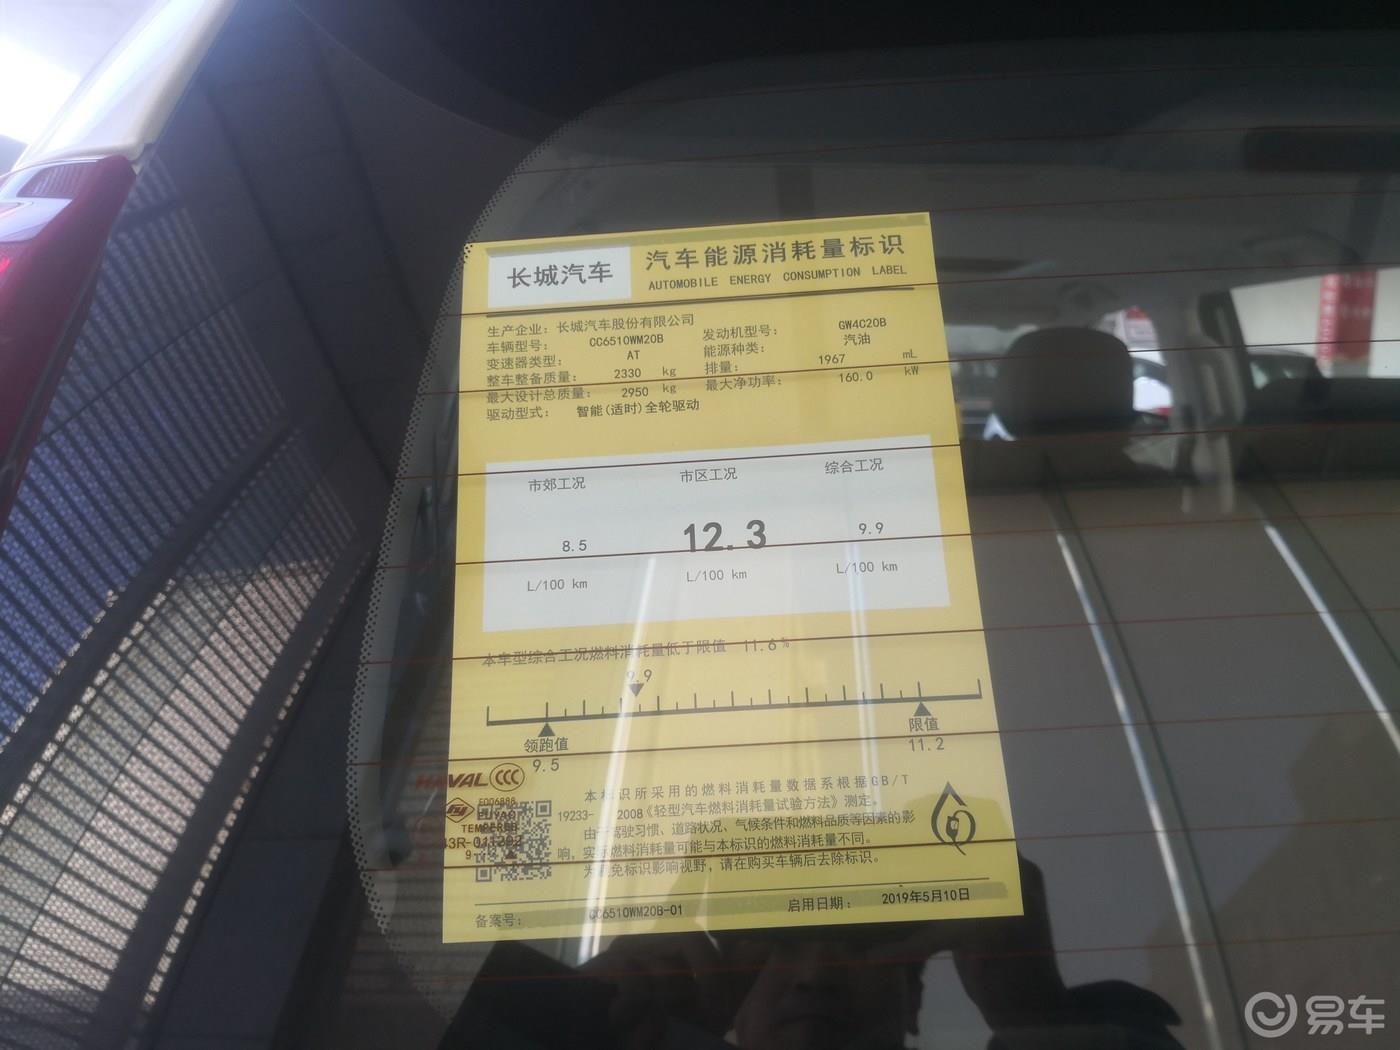 长城汽车
汽车能源消耗量标识
AUTOMOBILE ENERGY CONSUMPTION LABEL
生产企业：长城汽车股份有限公司
车辆型号： CC6510WM20B
发动机型号： GW4C20B
变速器类型： AT
能源种类： 汽油
整车整备质量： 2330 kg
排量： 1967 mL
最大设计总质量： 2950 kg
最大净功率： 160.0 kW
驱动型式： 智能(适时)全轮驱动
市郊工况 市区工况 综合工况
8.5 12.3 9.9
L/100 km L/100 km L/100 km
本车型综合工况燃料消耗量低于限值 11.6%
9.9
领跑值
9.5
限值
11.2
HAVAL CCC
E006888
FUYAO
TEMPERED
43R-01120
9
本标识所采用的燃料消耗量数据系根据GB/T
19233- 2008《轻型汽车燃料消耗量试验方法》测定。
由于驾驶习惯、道路状况、气候条件和燃料品质等因素的影
响，实际燃料消耗量可能与本标识的燃料消耗量不同。
为避免标识影响视野，请在购买车辆后去除标识。
备案号： CC6510WM20B-01 启用日期： 2019年5月10日
易车